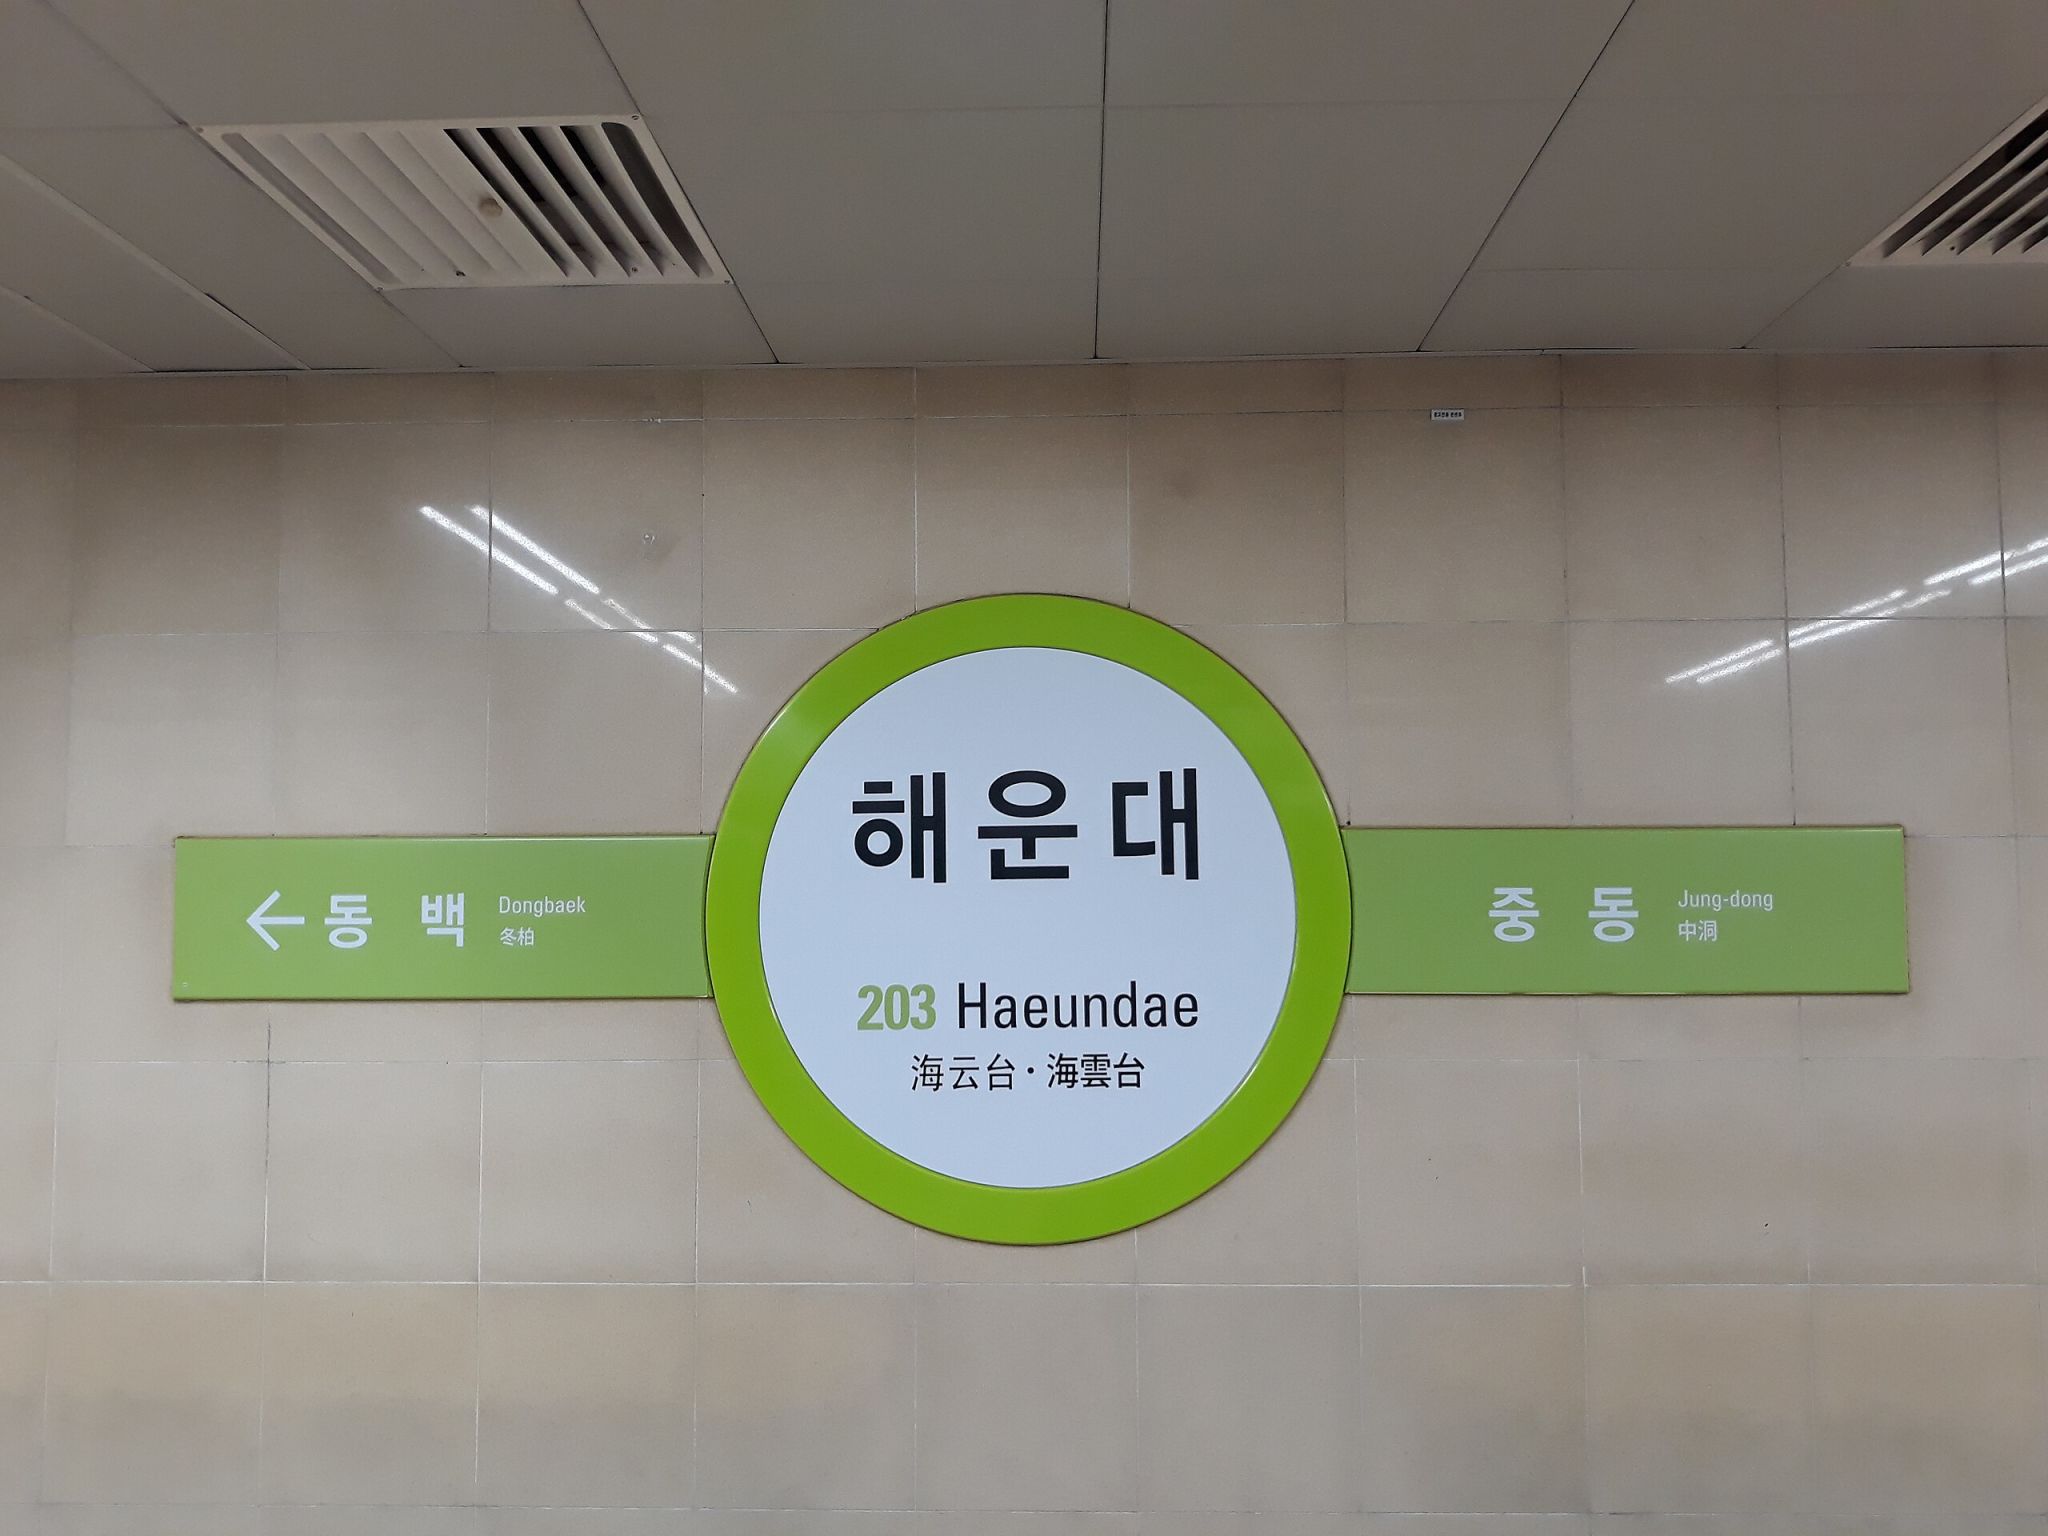 ← 동백 Dongbaek
冬柏
해운대
203 Haeundae
海云台·海雲台
중동 Jung-dong
中洞